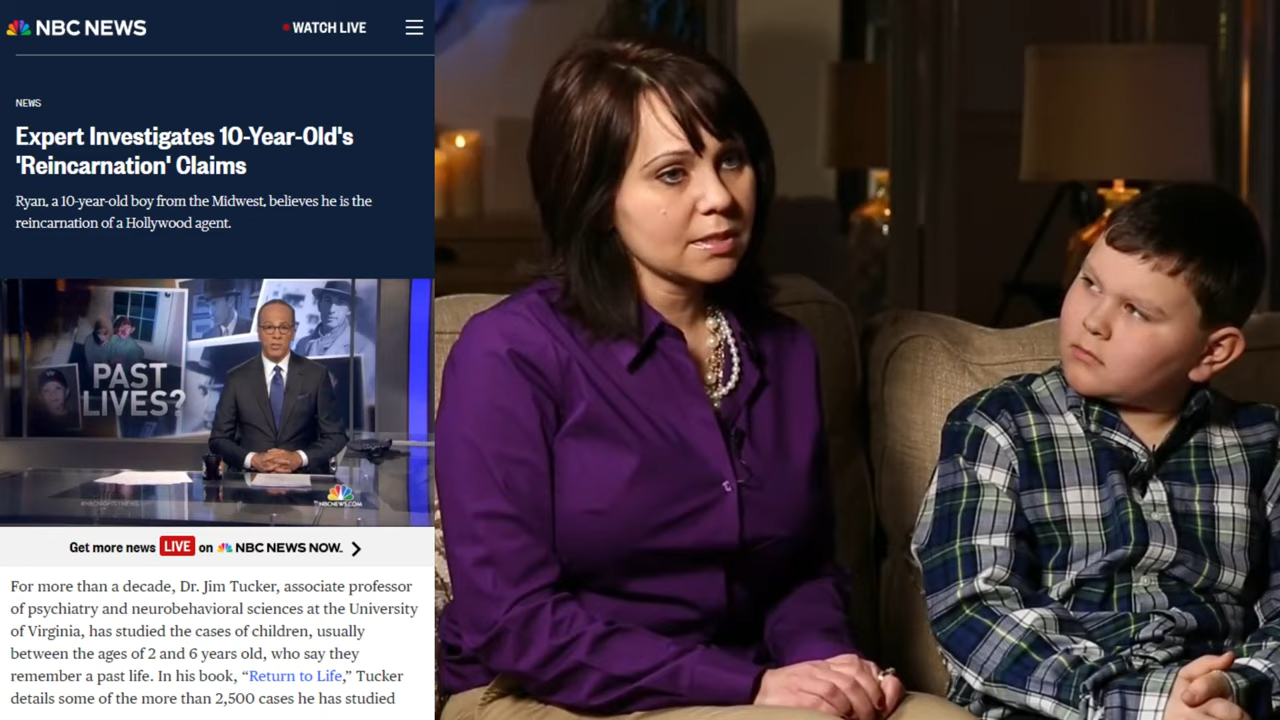 NBC NEWS
WATCH LIVE
NEWS
Expert Investigates 10-Year-Old's
'Reincarnation' Claims
Ryan, a 10-year-old boy from the Midwest, believes he is the
reincarnation of a Hollywood agent.
PAST
LIVES?
NBCNEWS.COM
Get more news LIVE on NBC NEWS NOW.
For more than a decade, Dr. Jim Tucker, associate professor
of psychiatry and neurobehavioral sciences at the University
of Virginia, has studied the cases of children, usually
between the ages of 2 and 6 years old, who say they
remember a past life. In his book, “Return to Life,” Tucker
details some of the more than 2,500 cases he has studied